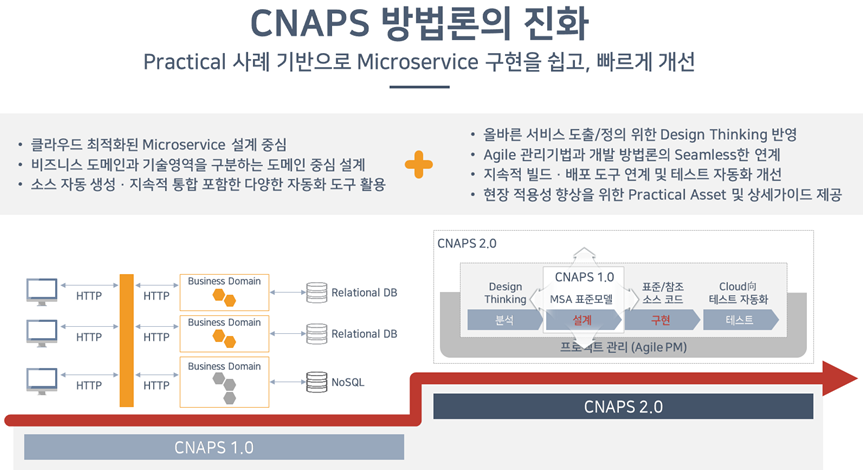 CNAPS 방법론의 진화
Practical 사례 기반으로 Microservice 구현을 쉽고, 빠르게 개선
• 클라우드 최적화된 Microservice 설계 중심
• 비즈니스 도메인과 기술영역을 구분하는 도메인 중심 설계
• 소스 자동 생성 · 지속적 통합 포함한 다양한 자동화 도구 활용
• 올바른 서비스 도출/정의 위한 Design Thinking 반영
• Agile 관리기법과 개발 방법론의 Seamless한 연계
• 지속적 빌드 · 배포 도구 연계 및 테스트 자동화 개선
• 현장 적용성 향상을 위한 Practical Asset 및 상세가이드 제공
HTTP
HTTP
Business Domain
Relational DB
HTTP
HTTP
Business Domain
Relational DB
HTTP
HTTP
Business Domain
NoSQL
CNAPS 1.0
CNAPS 2.0
Design
Thinking
분석
CNAPS 1.0
MSA 표준모델
설계
표준/참조
소스 코드
구현
Cloud向
테스트 자동화
테스트
프로젝트 관리 (Agile PM)
CNAPS 2.0